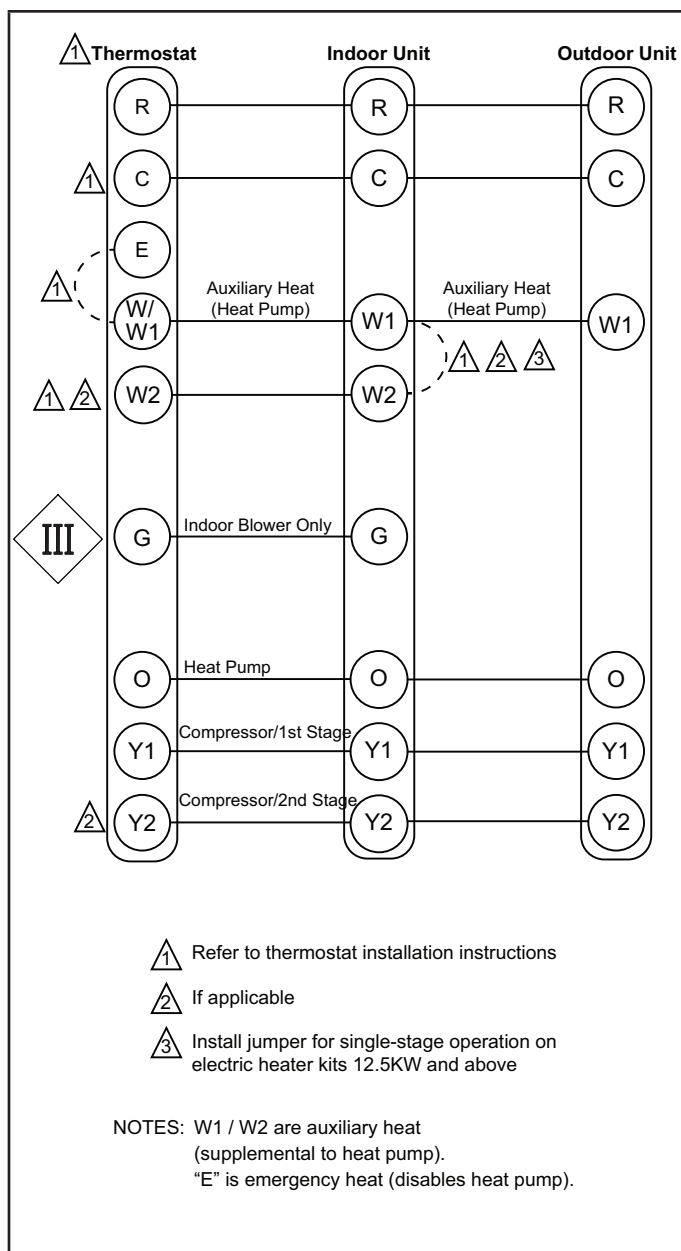 1 Thermostat Indoor Unit Outdoor Unit
R R R
1 C C C
E
1
Auxiliary Heat Auxiliary Heat
(Heat Pump) (Heat Pump)
W/
W1 W1 W1
1 2 3
1 2 W2 W2
III G Indoor Blower Only G
O Heat Pump O O
Y1 Compressor/1st Stage Y1 Y1
2 Y2 Compressor/2nd Stage Y2 Y2
1 Refer to thermostat installation instructions
2 If applicable
3 Install jumper for single-stage operation on
electric heater kits 12.5KW and above
NOTES: W1 / W2 are auxiliary heat
(supplemental to heat pump).
“E” is emergency heat (disables heat pump).